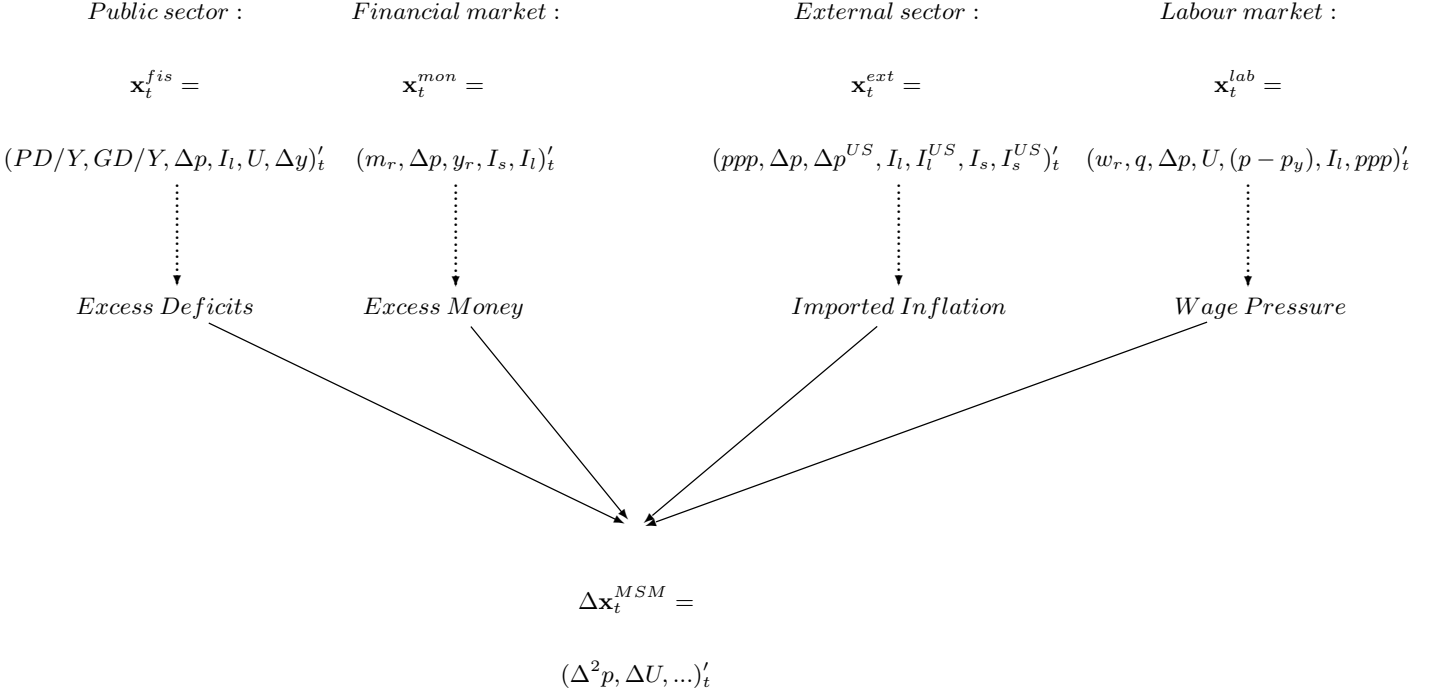 Public sector : Financial market : External sector : Labour market :
x_t^{fis} = x_t^{mon} = x_t^{ext} = x_t^{lab} =
(PD/Y, GD/Y, Δp, I_l, U, Δy)′_t (m_r, Δp, y_r, I_s, I_l)′_t (ppp, Δp, Δp^{US}, I_l, I_l^{US}, I_s, I_s^{US})′_t (w_r, q, Δp, U, (p − p_y), I_l, ppp)′_t
Excess Deficits Excess Money Imported Inflation Wage Pressure
Δx_t^{MSM} =
(Δ²p, ΔU, ...)′_t